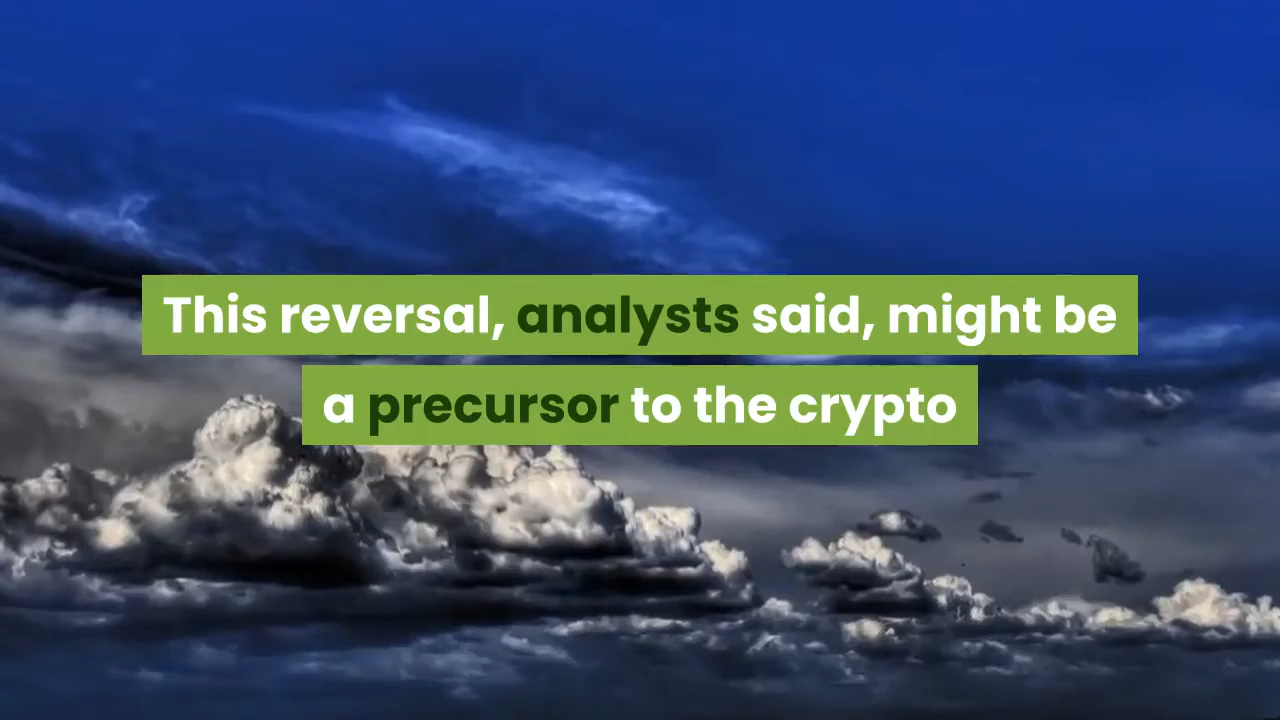 This reversal, analysts said, might be
a precursor to the crypto